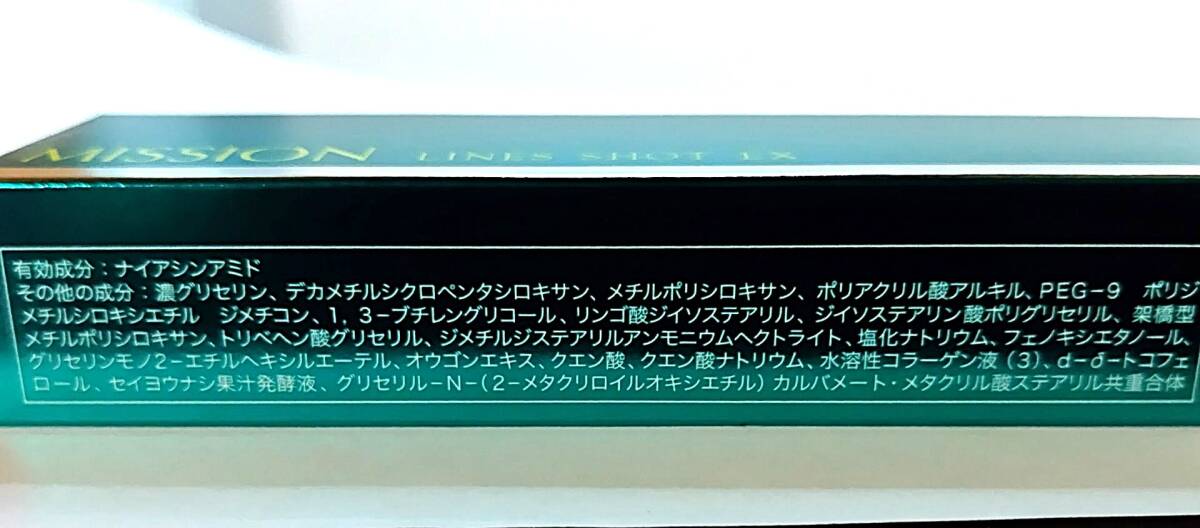 MISSION LINES SHOT EX
有効成分：ナイアシンアミド
その他の成分：濃グリセリン、デカメチルシクロペンタシロキサン、メチルポリシロキサン、ポリアクリル酸アルキル、PEG-9 ポリジ
メチルシロキシエチル ジメチコン、1,3-ブチレングリコール、リンゴ酸ジイソステアリル、ジイソステアリン酸ポリグリセリル、架橋型
メチルポリシロキサン、トリベヘン酸グリセリル、ジメチルジステアリルアンモニウムヘクトライト、塩化ナトリウム、フェノキシエタノール、
グリセリンモノ2-エチルヘキシルエーテル、オウゴンエキス、クエン酸、クエン酸ナトリウム、水溶性コラーゲン液(3)、d-δ-トコフェ
ロール、セイヨウナシ果汁発酵液、グリセリル-N-(2-メタクリロイルオキシエチル)カルバメート・メタクリル酸ステアリル共重合体